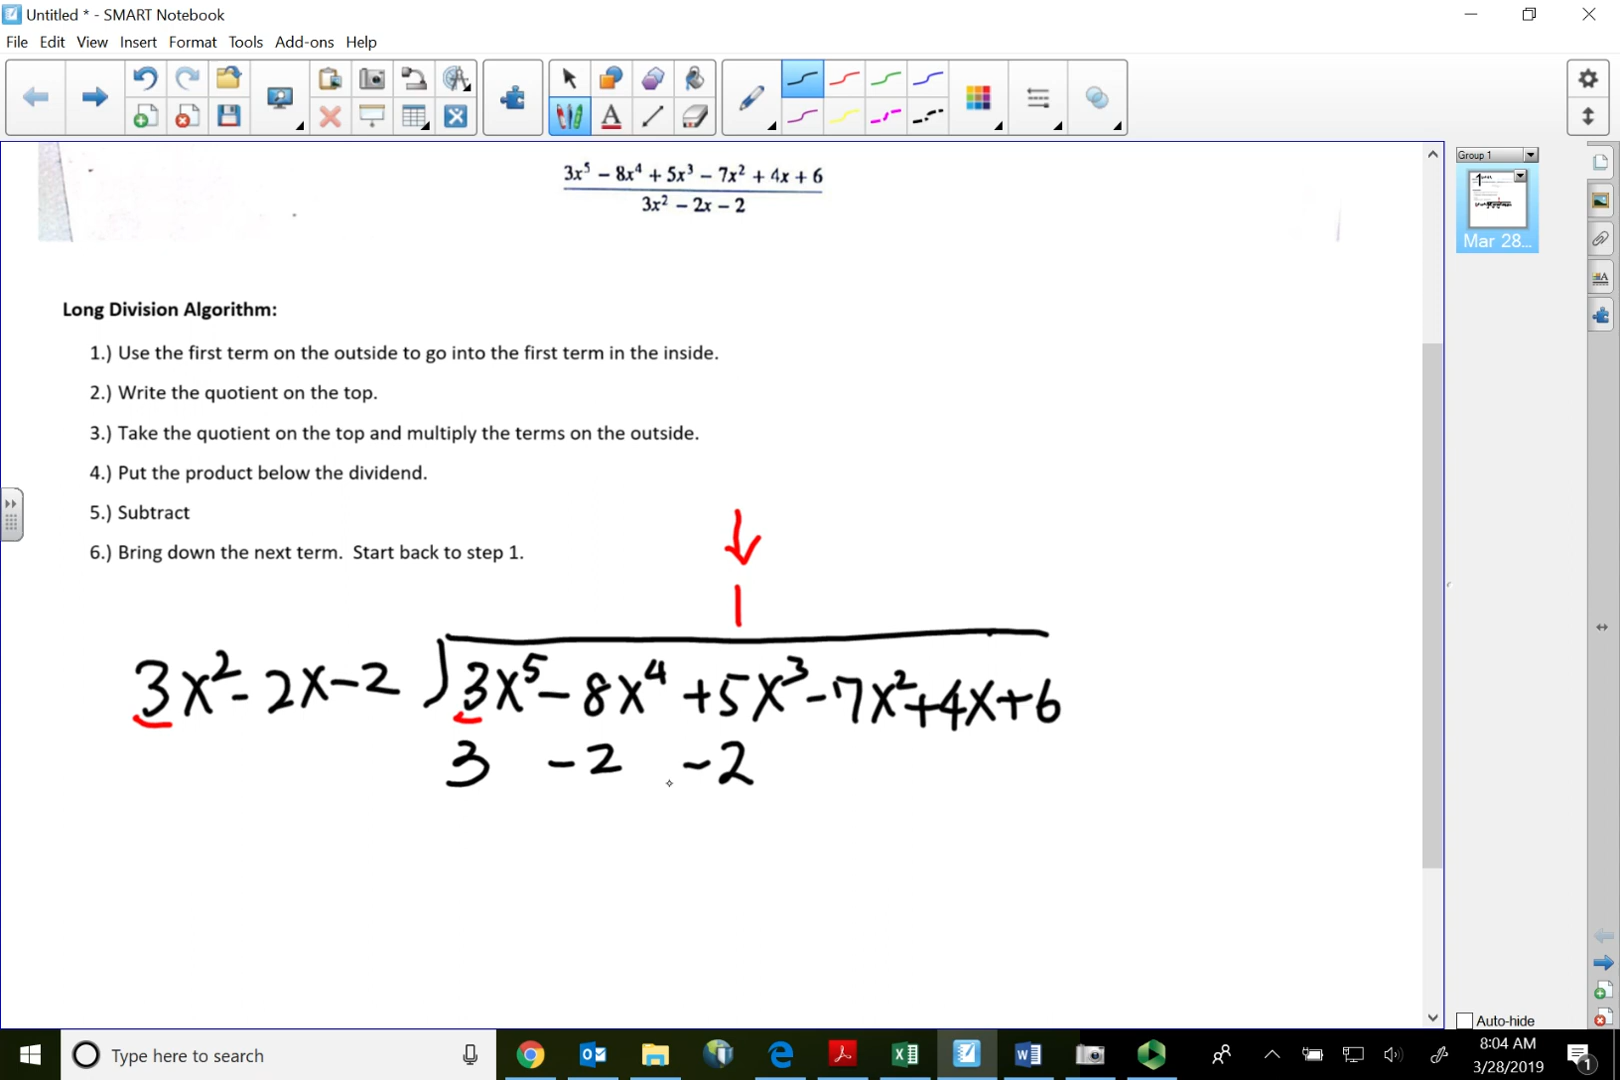 Untitled * - SMART Notebook
File Edit View Insert Format Tools Add-ons Help
Group 1
Mar 28...
3x⁵ − 8x⁴ + 5x³ − 7x² + 4x + 6
3x² − 2x − 2
Long Division Algorithm:
1.) Use the first term on the outside to go into the first term in the inside.
2.) Write the quotient on the top.
3.) Take the quotient on the top and multiply the terms on the outside.
4.) Put the product below the dividend.
5.) Subtract
6.) Bring down the next term. Start back to step 1.
1
3x² - 2x - 2 ) 3x⁵ - 8x⁴ + 5x³ - 7x² + 4x + 6
3 -2 -2
Auto-hide
Type here to search
8:04 AM
3/28/2019
1